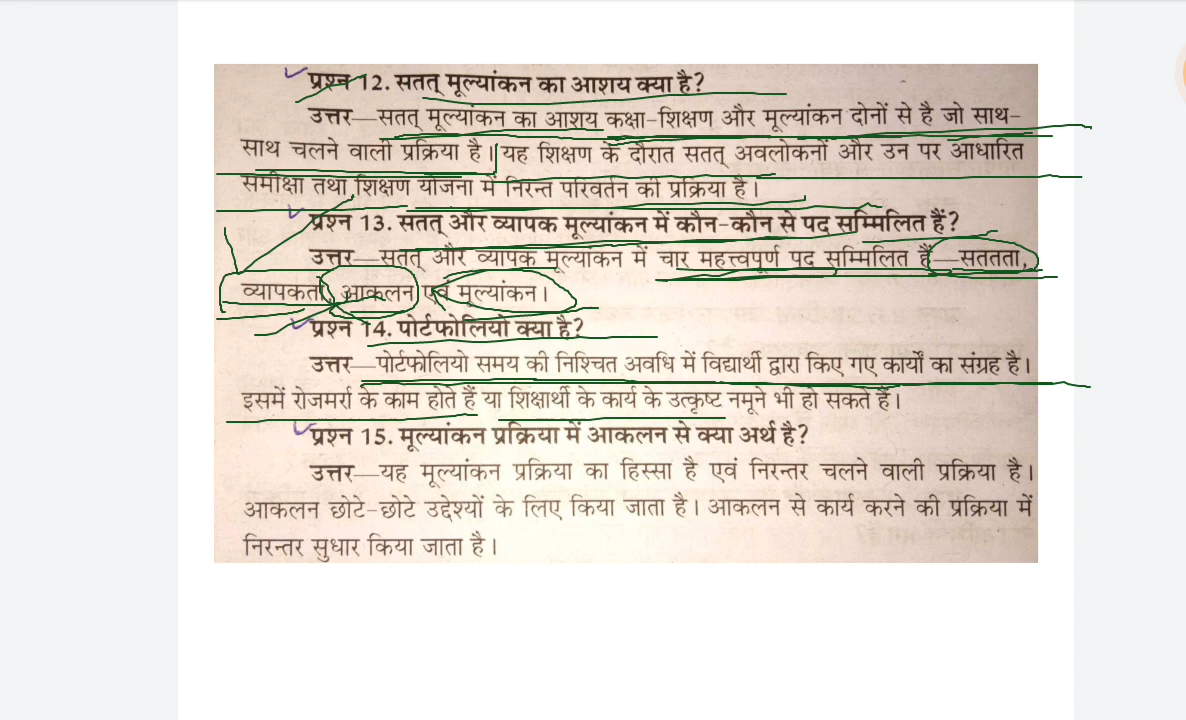 प्रश्न 12. सतत् मूल्यांकन का आशय क्या है?
उत्तर—सतत् मूल्यांकन का आशय कक्षा-शिक्षण और मूल्यांकन दोनों से है जो साथ-
साथ चलने वाली प्रक्रिया है। यह शिक्षण के दौरात सतत् अवलोकनों और उन पर आधारित
समीक्षा तथा शिक्षण योजना में निरन्त परिवर्तन की प्रक्रिया है।
प्रश्न 13. सतत् और व्यापक मूल्यांकन में कौन-कौन से पद सम्मिलित हैं?
उत्तर—सतत् और व्यापक मूल्यांकन में चार महत्त्वपूर्ण पद सम्मिलित हैं—सततता,
व्यापकता, आकलन एवं मूल्यांकन।
प्रश्न 14. पोर्टफोलियो क्या है?
उत्तर—पोर्टफोलियो समय की निश्चित अवधि में विद्यार्थी द्वारा किए गए कार्यों का संग्रह है।
इसमें रोजमर्रा के काम होते हैं या शिक्षार्थी के कार्य के उत्कृष्ट नमूने भी हो सकते हैं।
प्रश्न 15. मूल्यांकन प्रक्रिया में आकलन से क्या अर्थ है?
उत्तर—यह मूल्यांकन प्रक्रिया का हिस्सा है एवं निरन्तर चलने वाली प्रक्रिया है।
आकलन छोटे-छोटे उद्देश्यों के लिए किया जाता है। आकलन से कार्य करने की प्रक्रिया में
निरन्तर सुधार किया जाता है।